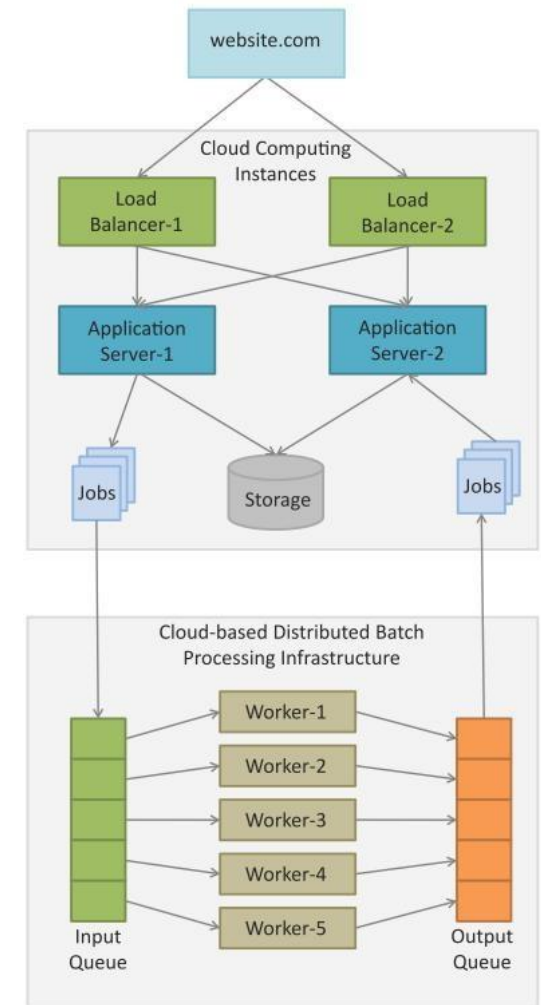 website.com
Cloud Computing
Instances
Load
Balancer-1
Load
Balancer-2
Application
Server-1
Application
Server-2
Jobs
Storage
Jobs
Cloud-based Distributed Batch
Processing Infrastructure
Worker-1
Worker-2
Worker-3
Worker-4
Worker-5
Input
Queue
Output
Queue